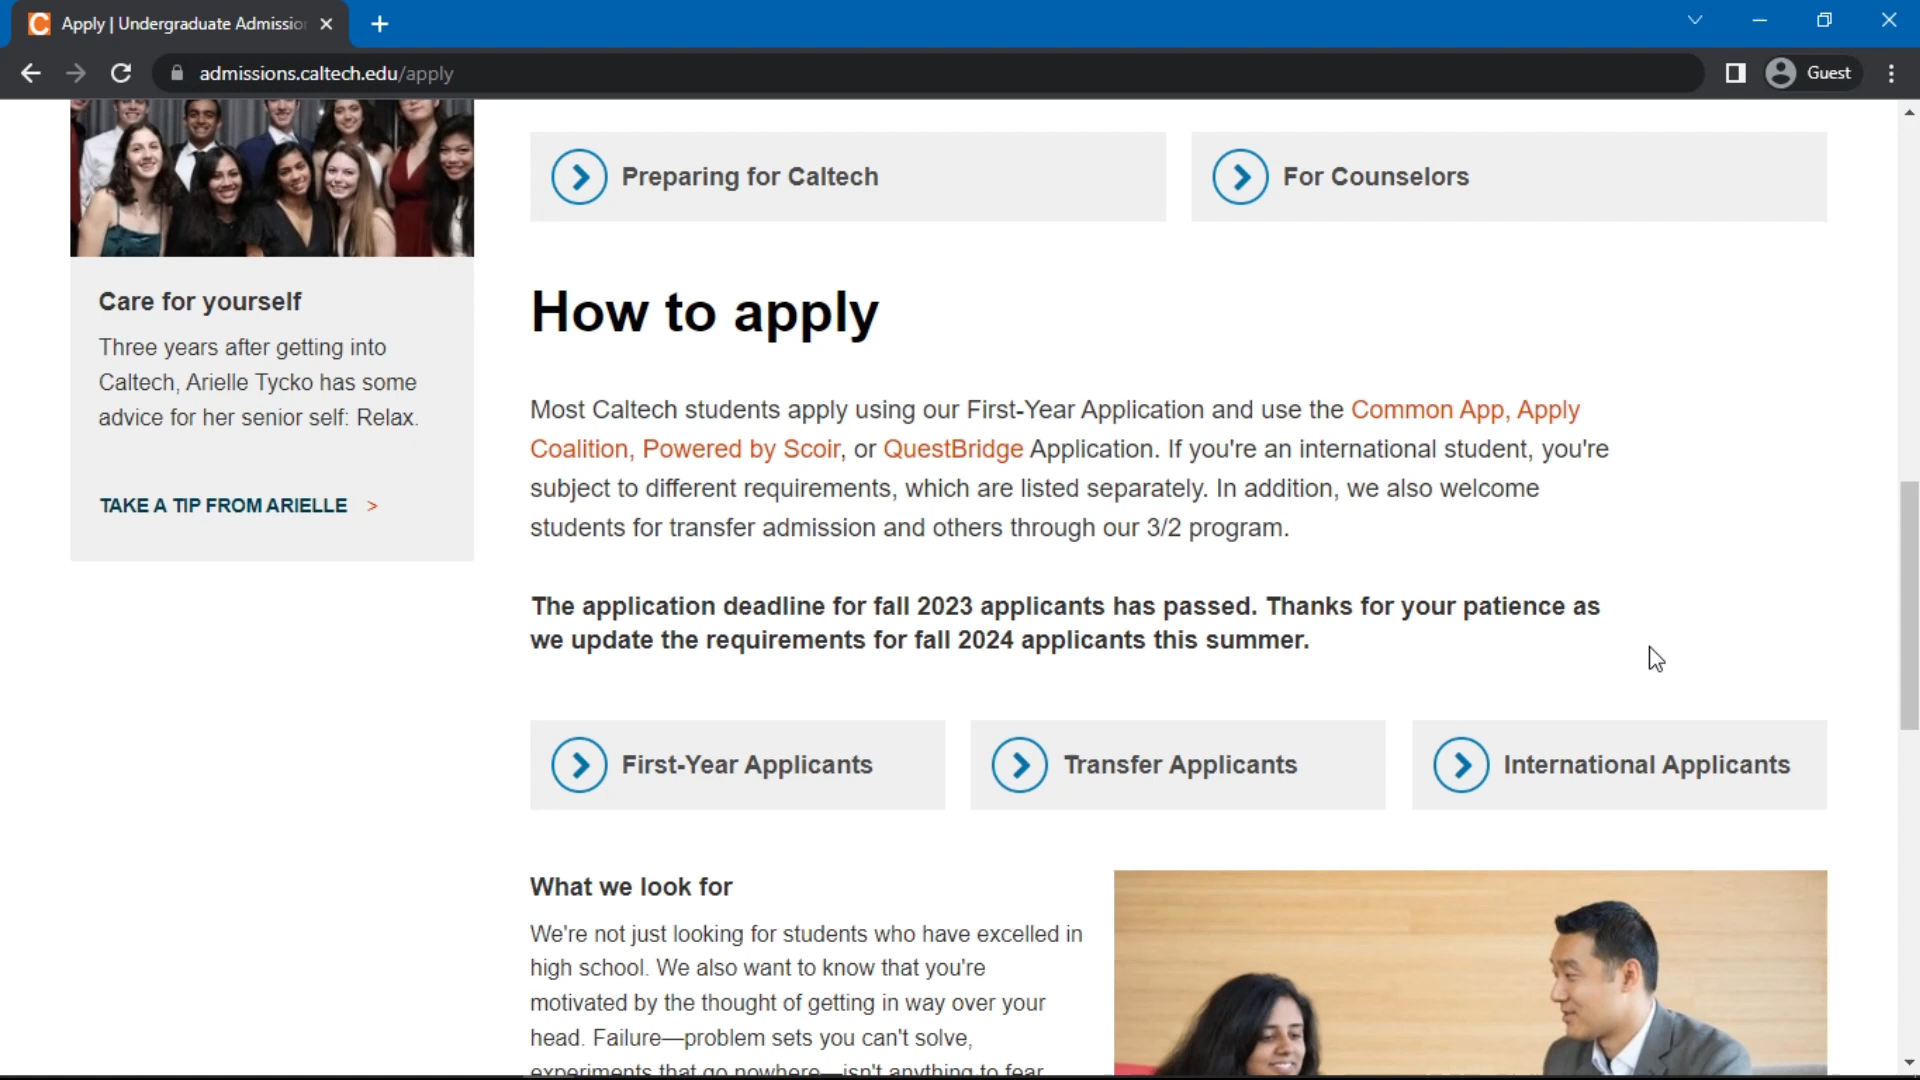 Apply | Undergraduate Admissio
admissions.caltech.edu/apply
Guest
Preparing for Caltech
For Counselors
Care for yourself
Three years after getting into
Caltech, Arielle Tycko has some
advice for her senior self: Relax.
TAKE A TIP FROM ARIELLE >
How to apply
Most Caltech students apply using our First-Year Application and use the Common App, Apply
Coalition, Powered by Scoir, or QuestBridge Application. If you're an international student, you're
subject to different requirements, which are listed separately. In addition, we also welcome
students for transfer admission and others through our 3/2 program.
The application deadline for fall 2023 applicants has passed. Thanks for your patience as
we update the requirements for fall 2024 applicants this summer.
First-Year Applicants
Transfer Applicants
International Applicants
What we look for
We're not just looking for students who have excelled in
high school. We also want to know that you're
motivated by the thought of getting in way over your
head. Failure—problem sets you can't solve,
experiments that go nowhere—isn't anything to fear